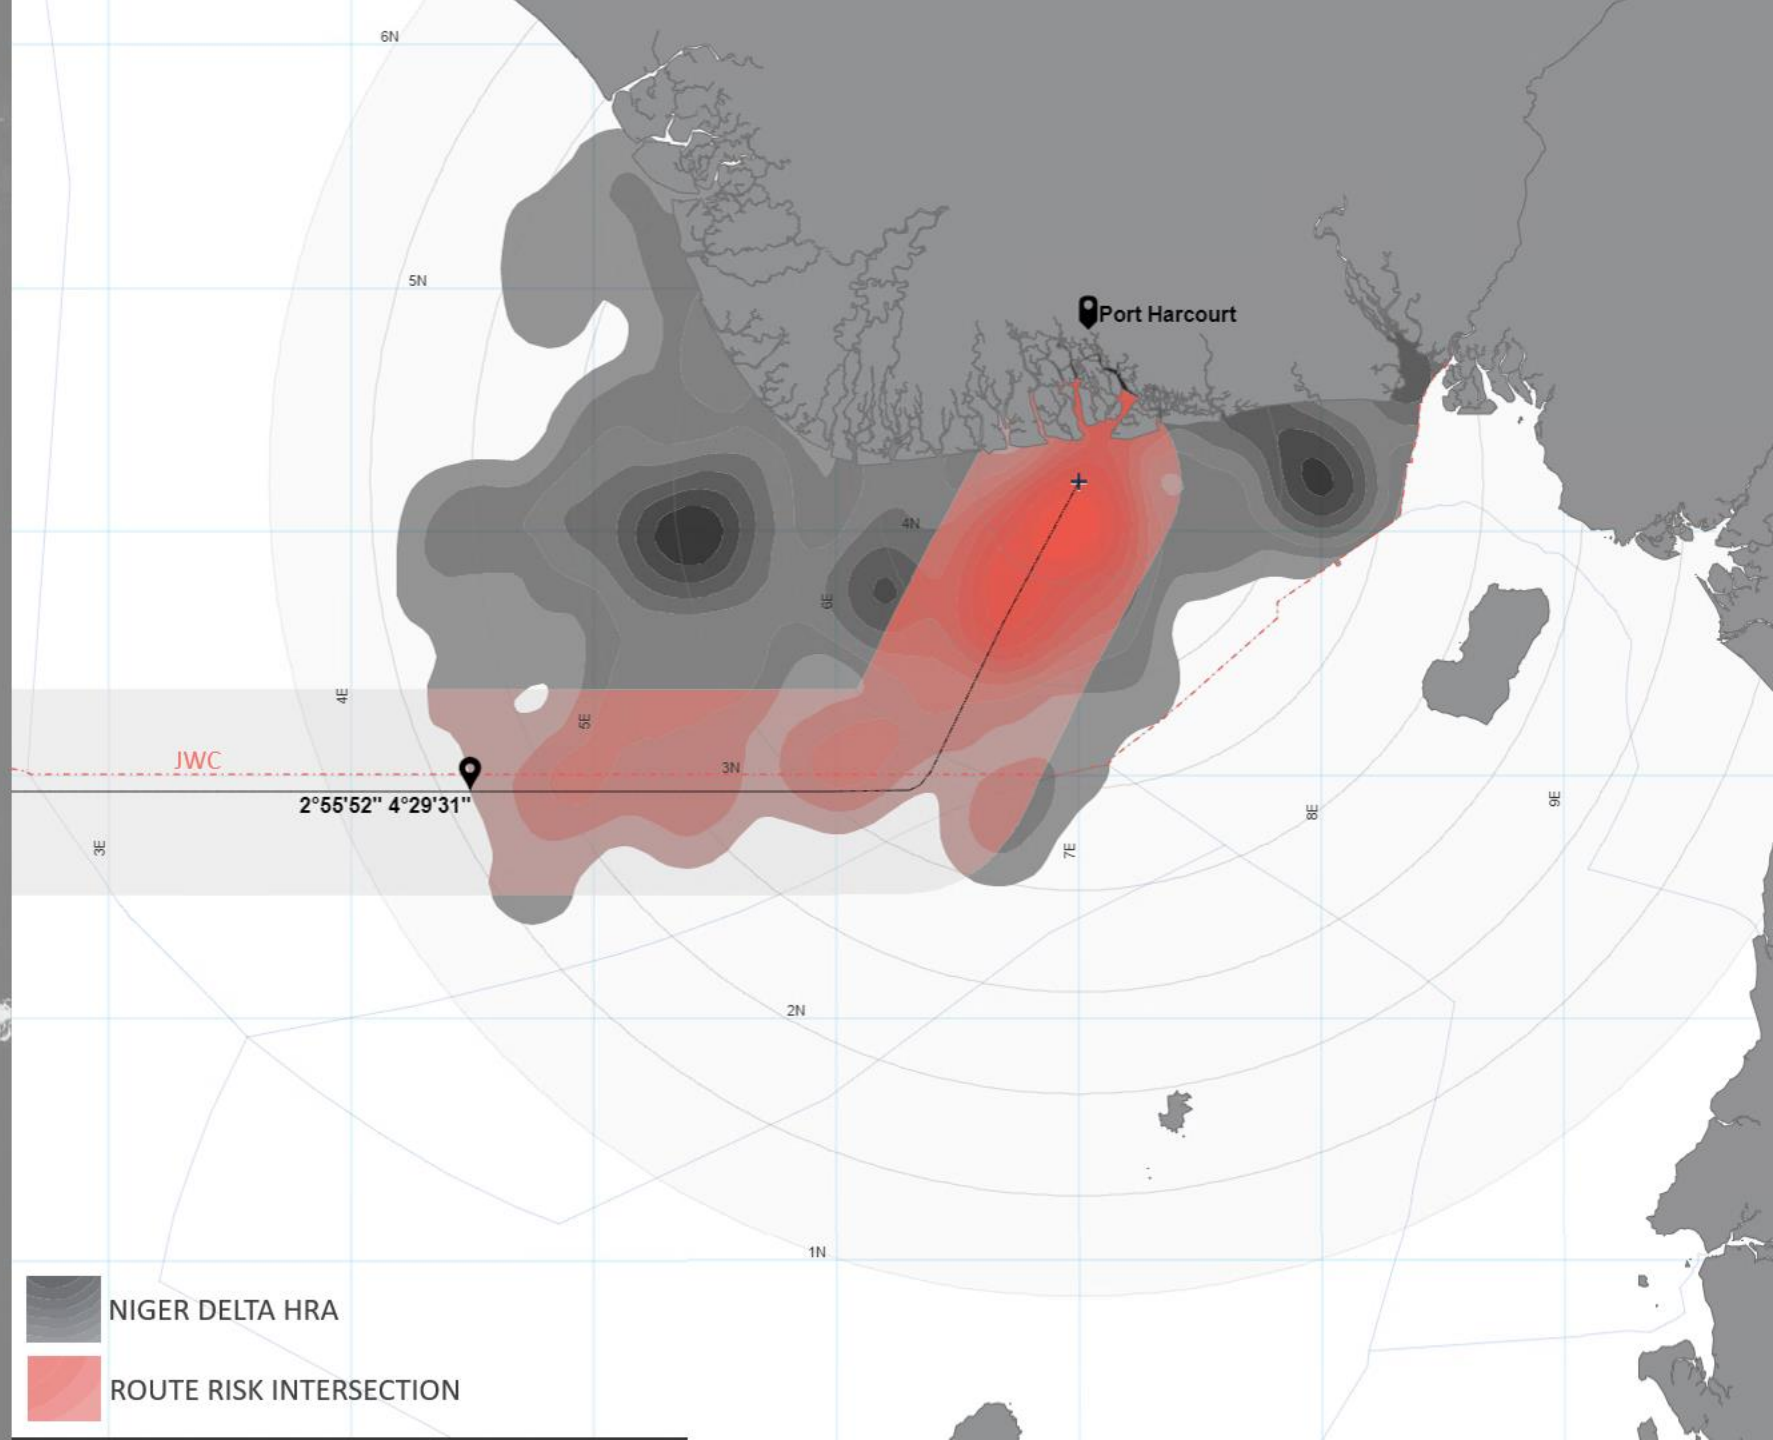 6N
5N
Port Harcourt
4N
6E
4E
5E
JWC
3N
2°55'52" 4°29'31"
3E
7E
8E
9E
2N
1N
NIGER DELTA HRA
ROUTE RISK INTERSECTION